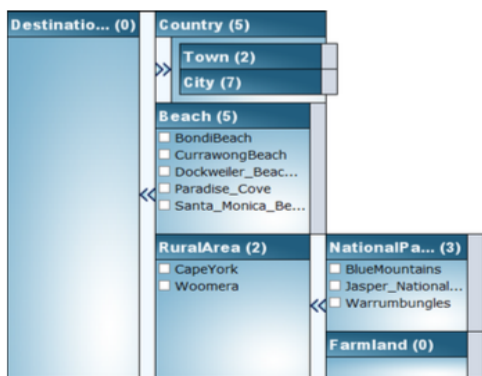 Destinatio... (0)
Country (5)
Town (2)
City (7)
Beach (5)
BondiBeach
CurrawongBeach
Dockweiler_Beac...
Paradise_Cove
Santa_Monica_Be...
RuralArea (2)
CapeYork
Woomera
NationalPa... (3)
BlueMountains
Jasper_National...
Warrumbungles
Farmland (0)